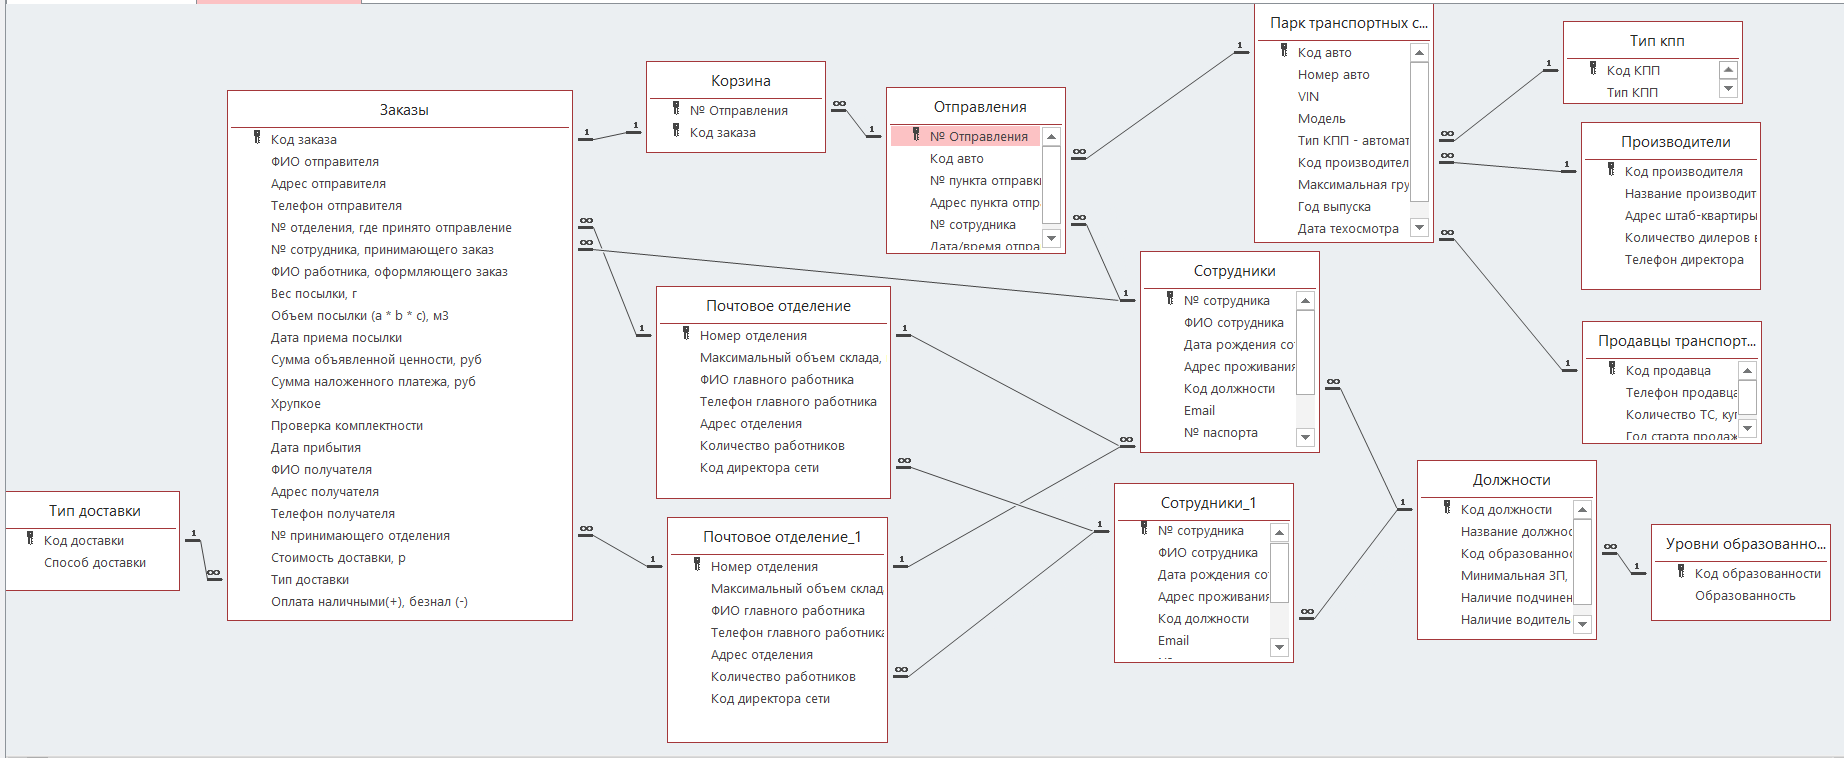 Заказы
Код заказа
ФИО отправителя
Адрес отправителя
Телефон отправителя
№ отделения, где принято отправление
№ сотрудника, принимающего заказ
ФИО работника, оформляющего заказ
Вес посылки, г
Объем посылки (a * b * c), м3
Дата приема посылки
Сумма объявленной ценности, руб
Сумма наложенного платежа, руб
Хрупкое
Проверка комплектности
Дата прибытия
ФИО получателя
Адрес получателя
Телефон получателя
№ принимающего отделения
Стоимость доставки, р
Тип доставки
Оплата наличными(+), безнал (-)
Тип доставки
Код доставки
Способ доставки
Корзина
№ Отправления
Код заказа
Отправления
№ Отправления
Код авто
№ пункта отправки
Адрес пункта отпр
№ сотрудника
Дата/время отпра
Почтовое отделение
Номер отделения
Максимальный объем склада,
ФИО главного работника
Телефон главного работника
Адрес отделения
Количество работников
Код директора сети
Почтовое отделение_1
Номер отделения
Максимальный объем склад
ФИО главного работника
Телефон главного работника
Адрес отделения
Количество работников
Код директора сети
Парк транспортных с...
Код авто
Номер авто
VIN
Модель
Тип КПП - автомат
Код производител
Максимальная гру
Год выпуска
Дата техосмотра
Сотрудники
№ сотрудника
ФИО сотрудника
Дата рождения со
Адрес проживания
Код должности
Email
№ паспорта
Сотрудники_1
№ сотрудника
ФИО сотрудника
Дата рождения со
Адрес проживания
Код должности
Email
Тип кпп
Код КПП
Тип КПП
Производители
Код производителя
Название производит
Адрес штаб-квартиры
Количество дилеров в
Телефон директора
Продавцы транспорт...
Код продавца
Телефон продавца
Количество ТС, куп
Год старта продаж
Должности
Код должности
Название должнос
Код образованнос
Минимальная ЗП,
Наличие подчинен
Наличие водитель
Уровни образованно...
Код образованности
Образованность